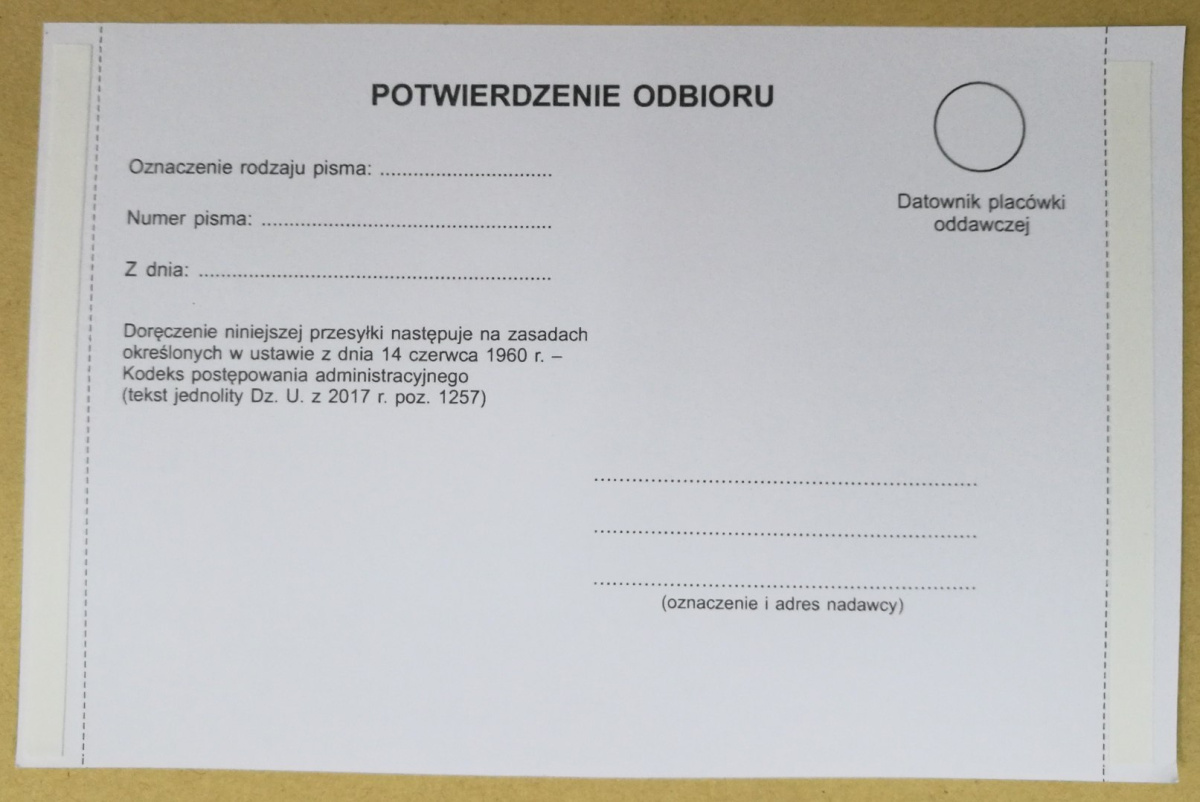 POTWIERDZENIE ODBIORU
Oznaczenie rodzaju pisma: ................................
Numer pisma: ......................................................
Z dnia: ..................................................................
Datownik placówki
oddawczej
Doręczenie niniejszej przesyłki następuje na zasadach
określonych w ustawie z dnia 14 czerwca 1960 r. –
Kodeks postępowania administracyjnego
(tekst jednolity Dz. U. z 2017 r. poz. 1257)
........................................................................
........................................................................
........................................................................
(oznaczenie i adres nadawcy)